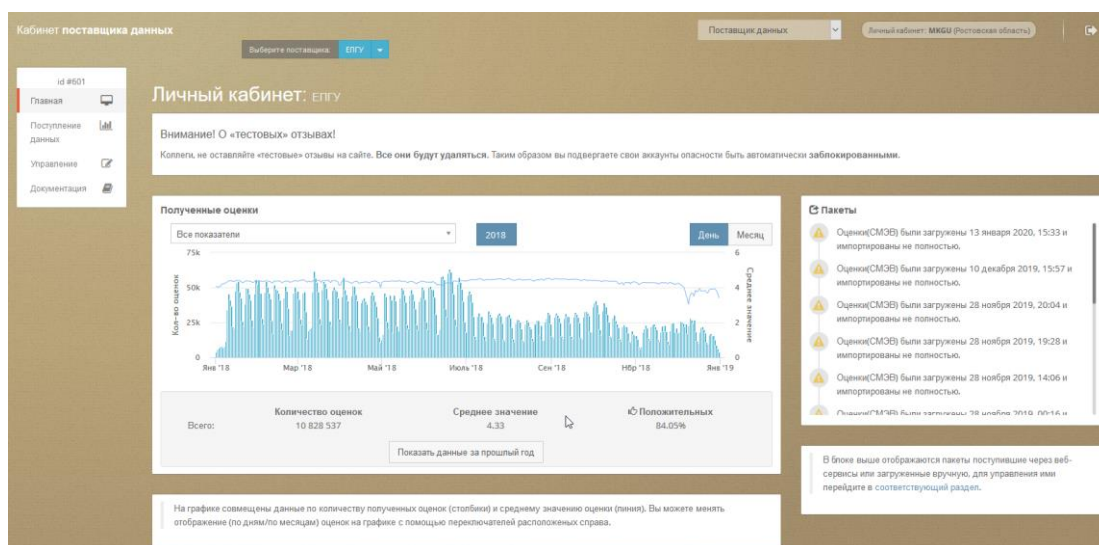 Кабинет поставщика данных
Выберите поставщика: ЕПГУ
Поставщик данных
Личный кабинет: MKGU (Ростовская область)
id #601
Главная
Поступление
данных
Управление
Документация
Личный кабинет: ЕПГУ
Внимание! О «тестовых» отзывах!
Коллеги, не оставляйте «тестовые» отзывы на сайте. Все они будут удаляться. Таким образом вы подвергаете свои аккаунты опасности быть автоматически заблокированными.
Полученные оценки
Все показатели
2018
День Месяц
75k
50k
25k
0
Кол-во оценок
6
4
2
0
Среднее значение
Янв '18 Мар '18 Май '18 Июль '18 Сен '18 Нбр '18 Янв '19
Количество оценок Среднее значение Положительных
Всего: 10 828 537 4.33 84.05%
Показать данные за прошлый год
На графике совмещены данные по количеству полученных оценок (столбики) и среднему значению оценки (линия). Вы можете менять
отображение (по дням/по месяцам) оценок на графике с помощью переключателей расположеных справа.
Пакеты
Оценки(СМЭВ) были загружены 13 января 2020, 15:33 и
импортированы не полностью.
Оценки(СМЭВ) были загружены 10 декабря 2019, 15:57 и
импортированы не полностью.
Оценки(СМЭВ) были загружены 28 ноября 2019, 20:04 и
импортированы не полностью.
Оценки(СМЭВ) были загружены 28 ноября 2019, 19:28 и
импортированы не полностью.
Оценки(СМЭВ) были загружены 28 ноября 2019, 14:06 и
импортированы не полностью.
Оценки(СМЭВ) были загружены 28 ноября 2019, 00:16 и
В блоке выше отображаются пакеты поступившие через веб-
сервисы или загруженные вручную, для управления ими
перейдите в соответствующий раздел.